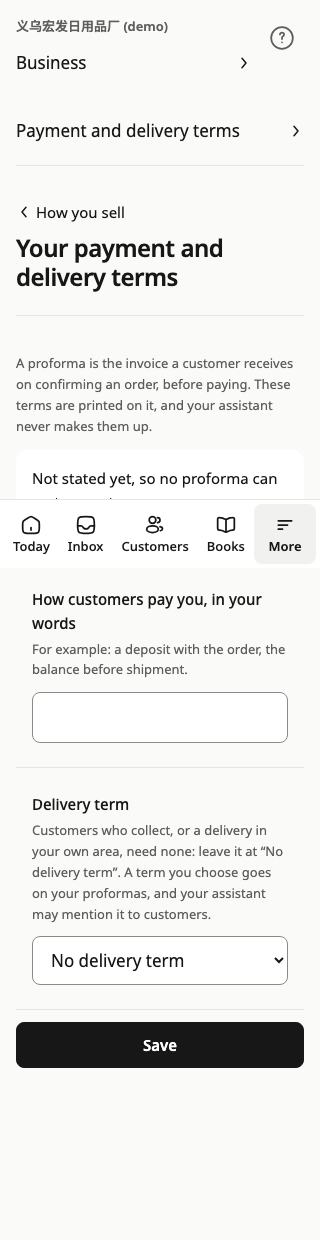 义乌宏发日用品厂 (demo)
Business
Payment and delivery terms
How you sell
Your payment and
delivery terms
A proforma is the invoice a customer receives
on confirming an order, before paying. These
terms are printed on it, and your assistant
never makes them up.
Not stated yet, so no proforma can
Today Inbox Customers Books More
How customers pay you, in your
words
For example: a deposit with the order, the
balance before shipment.
Delivery term
Customers who collect, or a delivery in
your own area, need none: leave it at “No
delivery term”. A term you choose goes
on your proformas, and your assistant
may mention it to customers.
No delivery term
Save